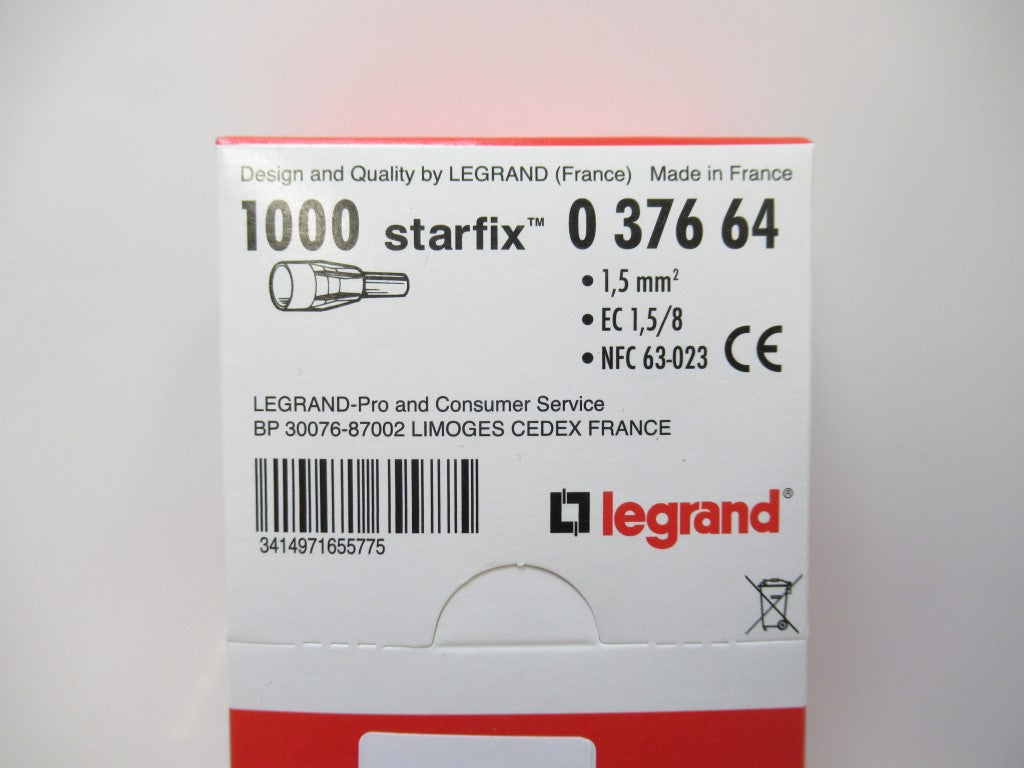 Design and Quality by LEGRAND (France) Made in France
1000 starfix™ 0 376 64
• 1,5 mm²
• EC 1,5/8
• NFC 63-023 CE
LEGRAND-Pro and Consumer Service
BP 30076-87002 LIMOGES CEDEX FRANCE
3414971655775
legrand®